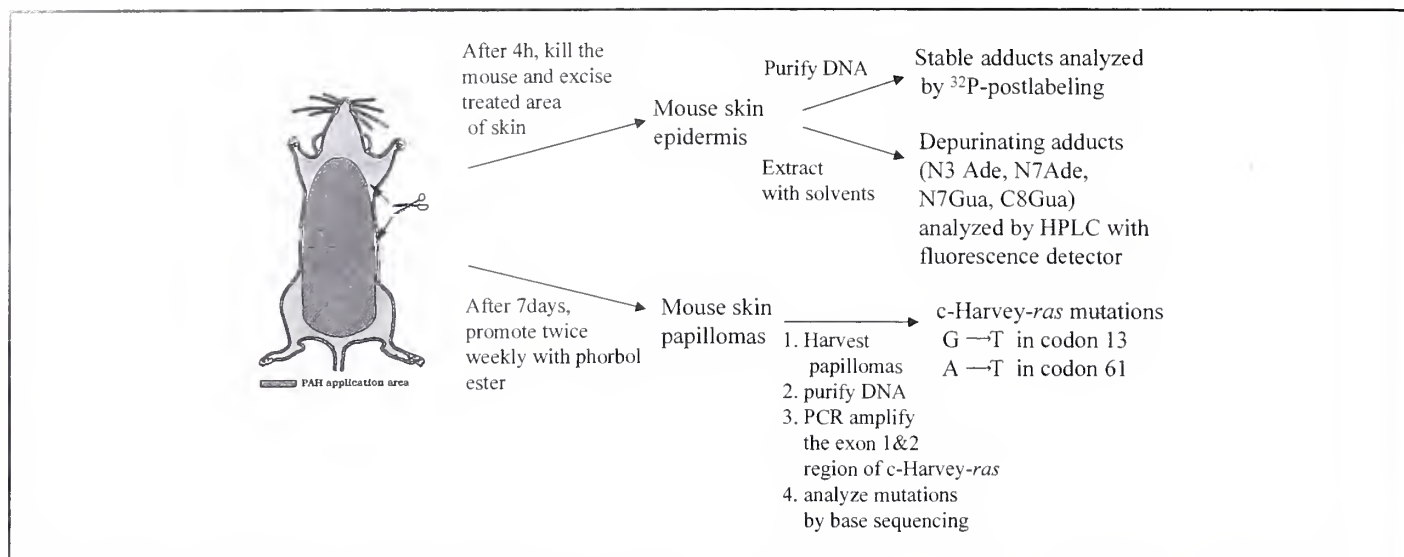 After 4h, kill the
mouse and excise
treated area
of skin
Mouse skin
epidermis
Purify DNA
Stable adducts analyzed
by ³²P-postlabeling
Extract
with solvents
Depurinating adducts
(N3 Ade, N7Ade,
N7Gua, C8Gua)
analyzed by HPLC with
fluorescence detector
PAH application area
After 7days,
promote twice
weekly with phorbol
ester
Mouse skin
papillomas
1. Harvest
papillomas
2. purify DNA
3. PCR amplify
the exon 1&2
region of c-Harvey-ras
4. analyze mutations
by base sequencing
c-Harvey-ras mutations
G → T in codon 13
A → T in codon 61